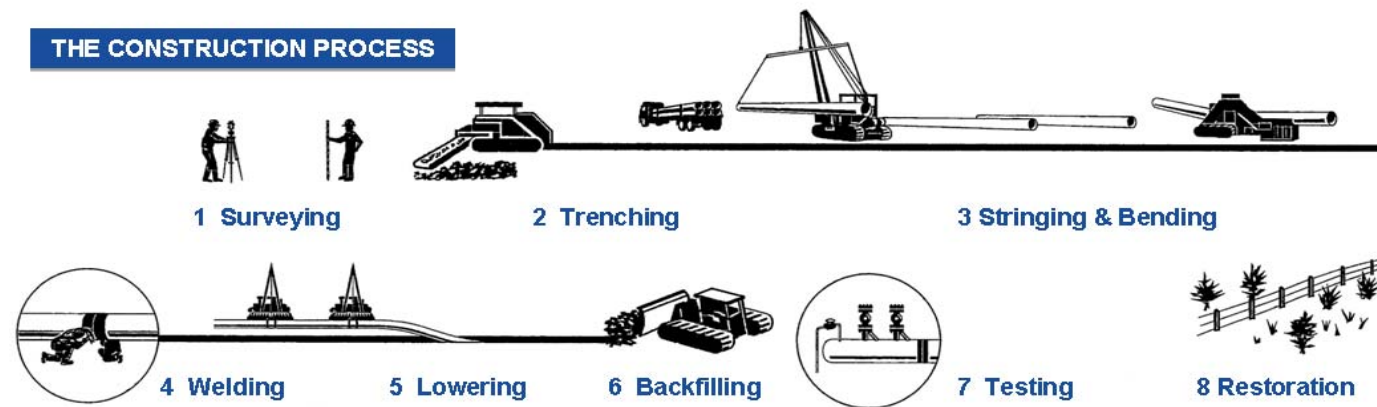 THE CONSTRUCTION PROCESS
1 Surveying
2 Trenching
3 Stringing & Bending
4 Welding
5 Lowering
6 Backfilling
7 Testing
8 Restoration